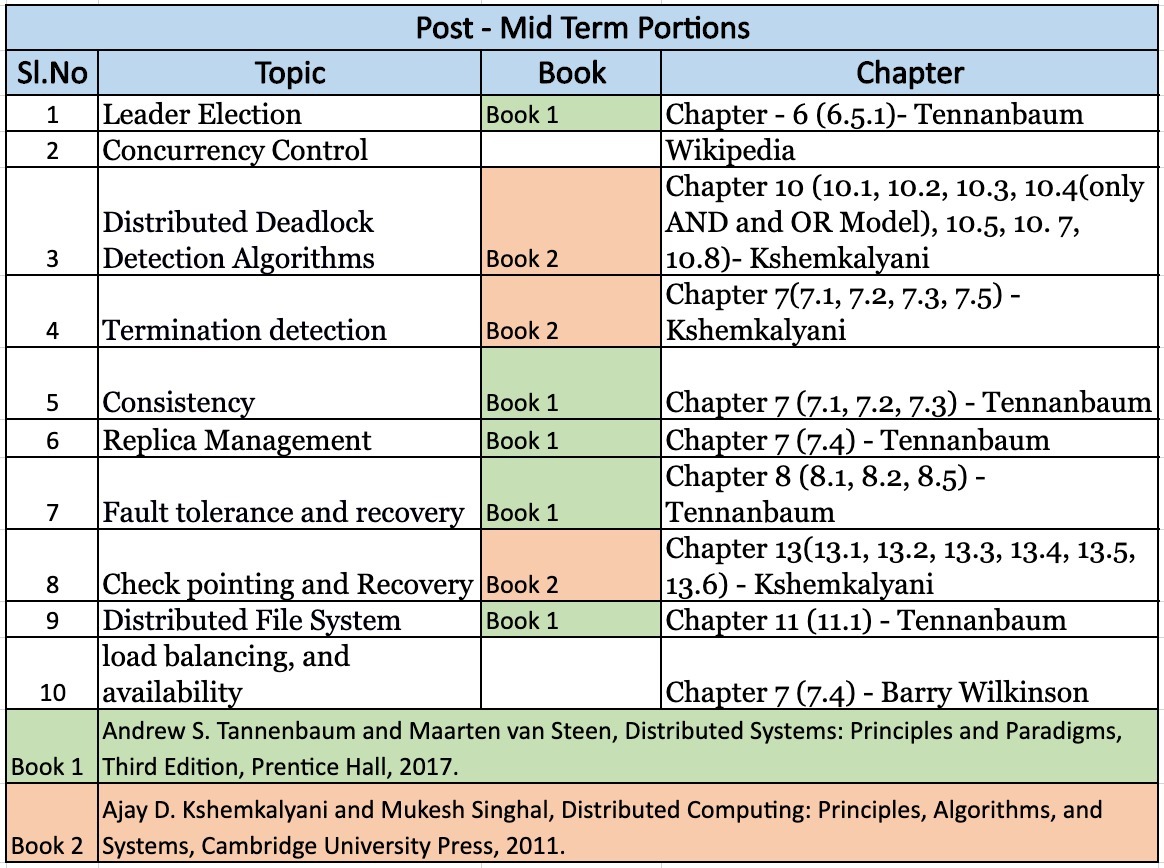 Post - Mid Term Portions
Sl.No Topic Book Chapter
1 Leader Election Book 1 Chapter - 6 (6.5.1)- Tennanbaum
2 Concurrency Control Wikipedia
Chapter 10 (10.1, 10.2, 10.3, 10.4(only
Distributed Deadlock AND and OR Model), 10.5, 10. 7,
3 Detection Algorithms Book 2 10.8)- Kshemkalyani
Chapter 7(7.1, 7.2, 7.3, 7.5) -
4 Termination detection Book 2 Kshemkalyani
5 Consistency Book 1 Chapter 7 (7.1, 7.2, 7.3) - Tennanbaum
6 Replica Management Book 1 Chapter 7 (7.4) - Tennanbaum
Chapter 8 (8.1, 8.2, 8.5) -
7 Fault tolerance and recovery Book 1 Tennanbaum
Chapter 13(13.1, 13.2, 13.3, 13.4, 13.5,
8 Check pointing and Recovery Book 2 13.6) - Kshemkalyani
9 Distributed File System Book 1 Chapter 11 (11.1) - Tennanbaum
load balancing, and
10 availability Chapter 7 (7.4) - Barry Wilkinson
Andrew S. Tannenbaum and Maarten van Steen, Distributed Systems: Principles and Paradigms,
Book 1 Third Edition, Prentice Hall, 2017.
Ajay D. Kshemkalyani and Mukesh Singhal, Distributed Computing: Principles, Algorithms, and
Book 2 Systems, Cambridge University Press, 2011.